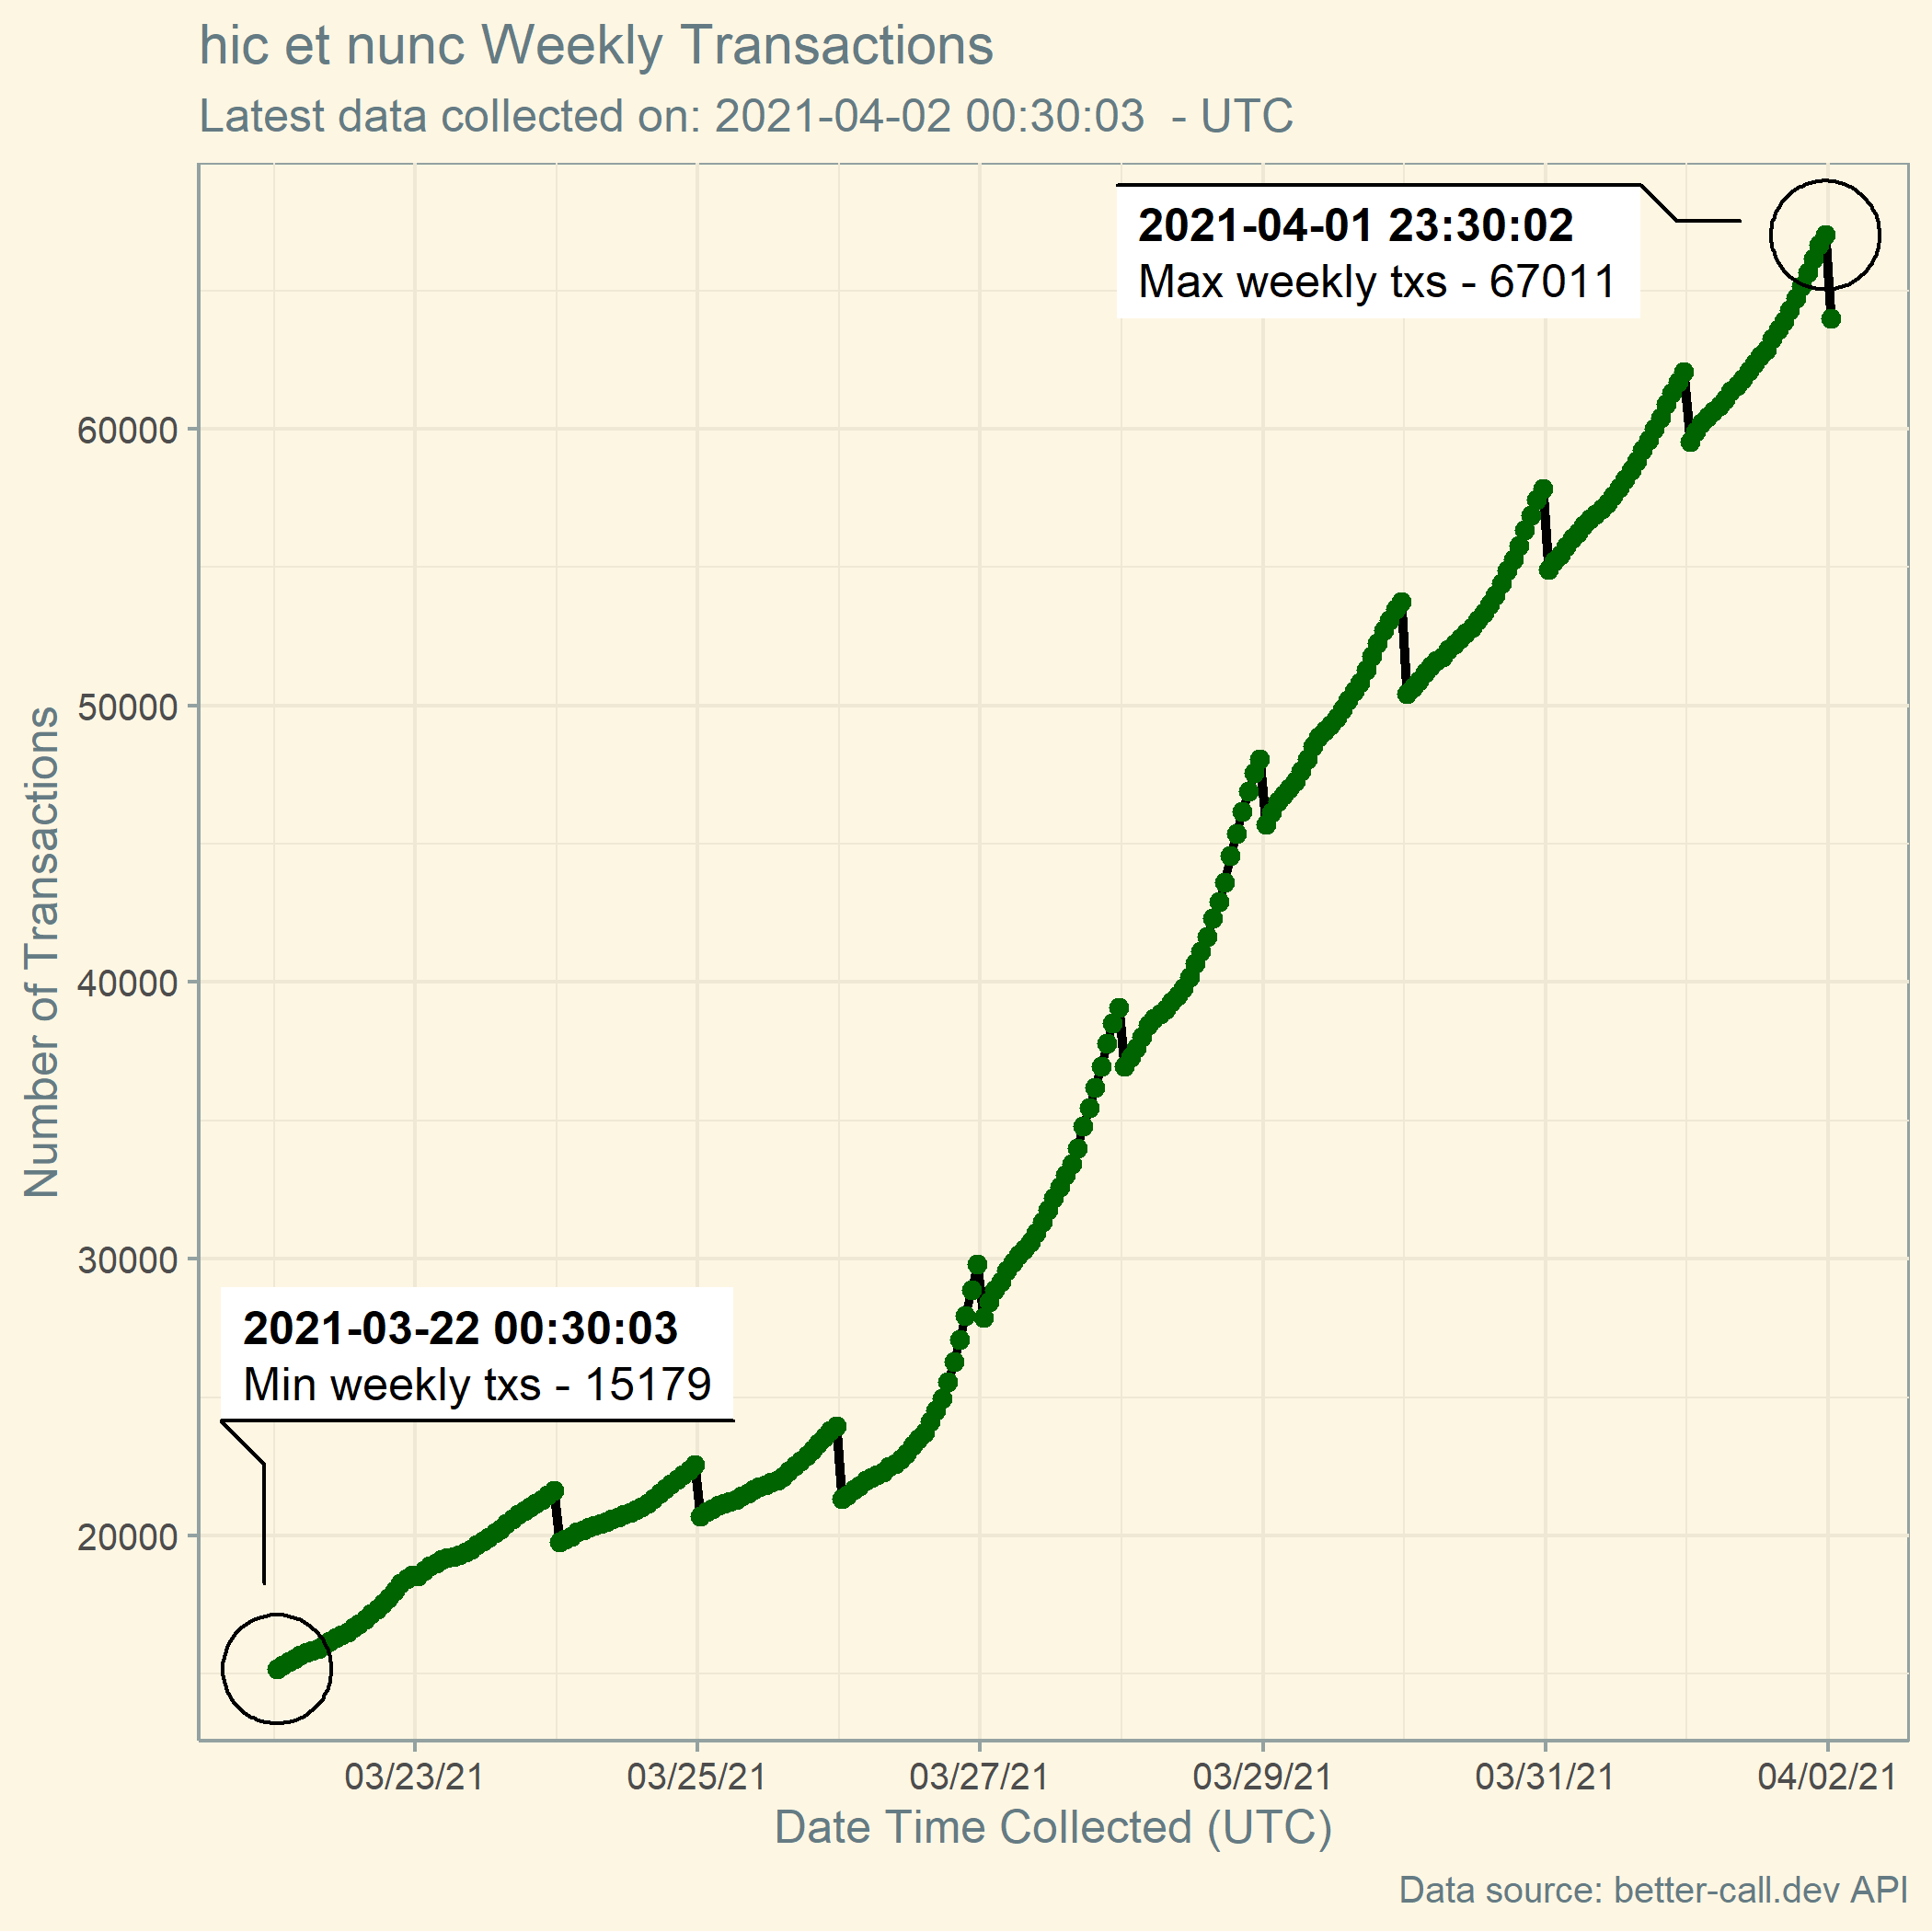 hic et nunc Weekly Transactions
Latest data collected on: 2021-04-02 00:30:03  - UTC
2021-04-01 23:30:02
Max weekly txs - 67011
60000
50000
40000
30000
20000
Number of Transactions
2021-03-22 00:30:03
Min weekly txs - 15179
03/23/21 03/25/21 03/27/21 03/29/21 03/31/21 04/02/21
Date Time Collected (UTC)
Data source: better-call.dev API